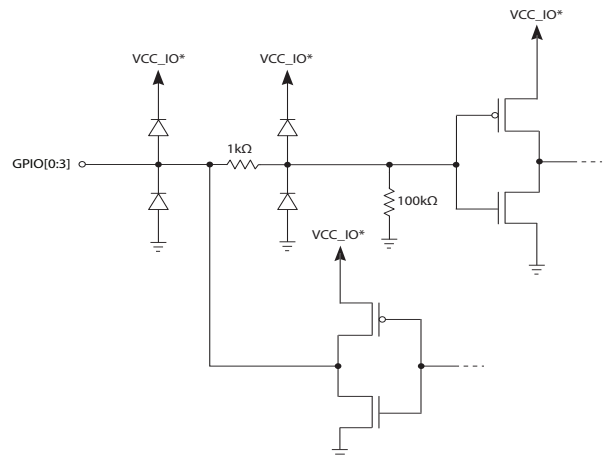 VCC_IO*
VCC_IO*
VCC_IO*
1kΩ
GPIO[0:3]
100kΩ
VCC_IO*